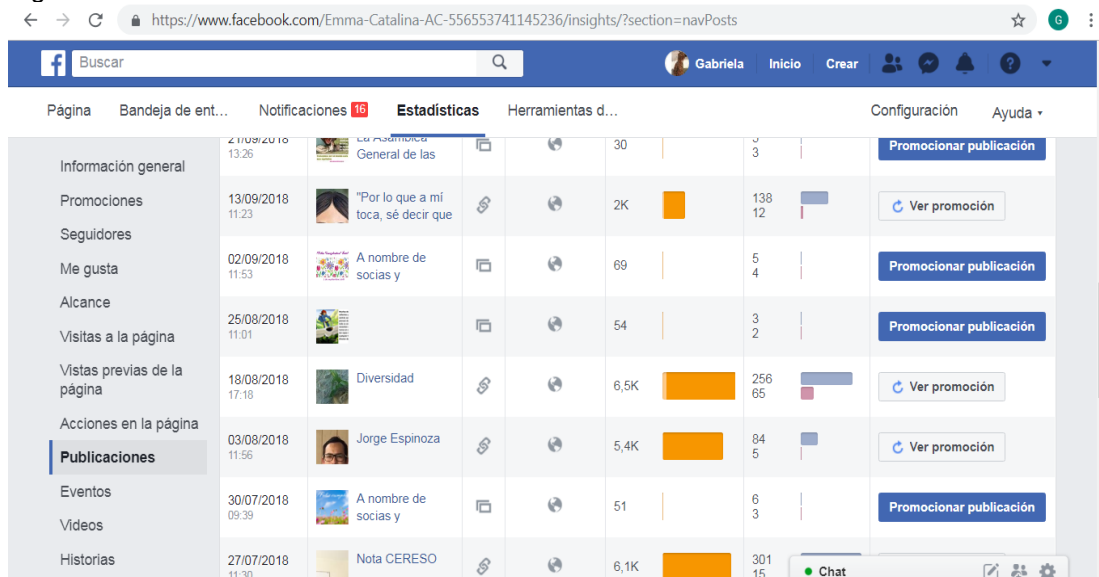 https://www.facebook.com/Emma-Catalina-AC-556553741145236/insights/?section=navPosts
G
Buscar
Gabriela Inicio Crear
Página Bandeja de ent... Notificaciones 16 Estadísticas Herramientas d... Configuración Ayuda
Información general
Promociones
Seguidores
Me gusta
Alcance
Visitas a la página
Vistas previas de la
página
Acciones en la página
Publicaciones
Eventos
Videos
Historias
21/09/2018 La Asamblea 30 Promocionar publicación
13:26 General de las 3
13/09/2018 "Por lo que a mí 2K 138 Ver promoción
11:23 toca, sé decir que 12
02/09/2018 A nombre de 69 5 Promocionar publicación
11:53 socias y 4
25/08/2018 54 3 Promocionar publicación
11:01 2
18/08/2018 Diversidad 6,5K 256 Ver promoción
17:18 65
03/08/2018 Jorge Espinoza 5,4K 84 Ver promoción
11:56 5
30/07/2018 A nombre de 51 6 Promocionar publicación
09:39 socias y 3
27/07/2018 Nota CERESO 6,1K 301
11:30 15
Chat